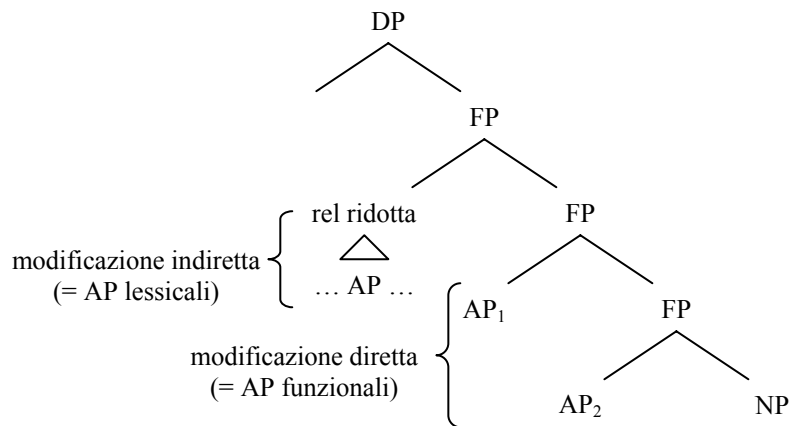 DP
FP
rel ridotta
FP
modificazione indiretta
(= AP lessicali)
… AP …
AP₁
FP
modificazione diretta
(= AP funzionali)
AP₂
NP